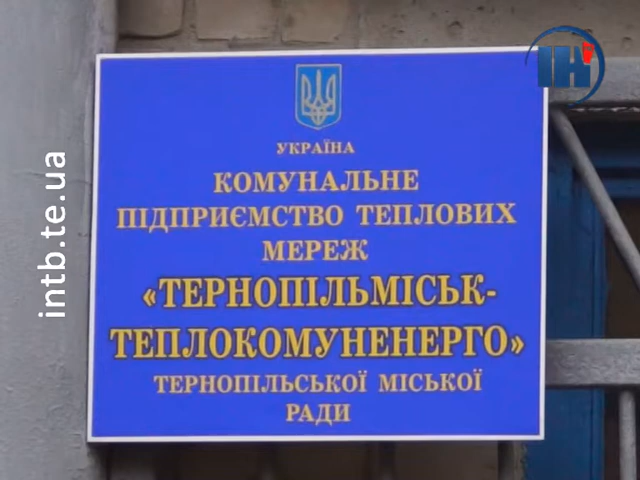 УКРАЇНА
КОМУНАЛЬНЕ
ПІДПРИЄМСТВО ТЕПЛОВИХ
МЕРЕЖ
«ТЕРНОПІЛЬМІСЬК-
ТЕПЛОКОМУНЕНЕРГО»
ТЕРНОПІЛЬСЬКОЇ МІСЬКОЇ
РАДИ
intb.te.ua